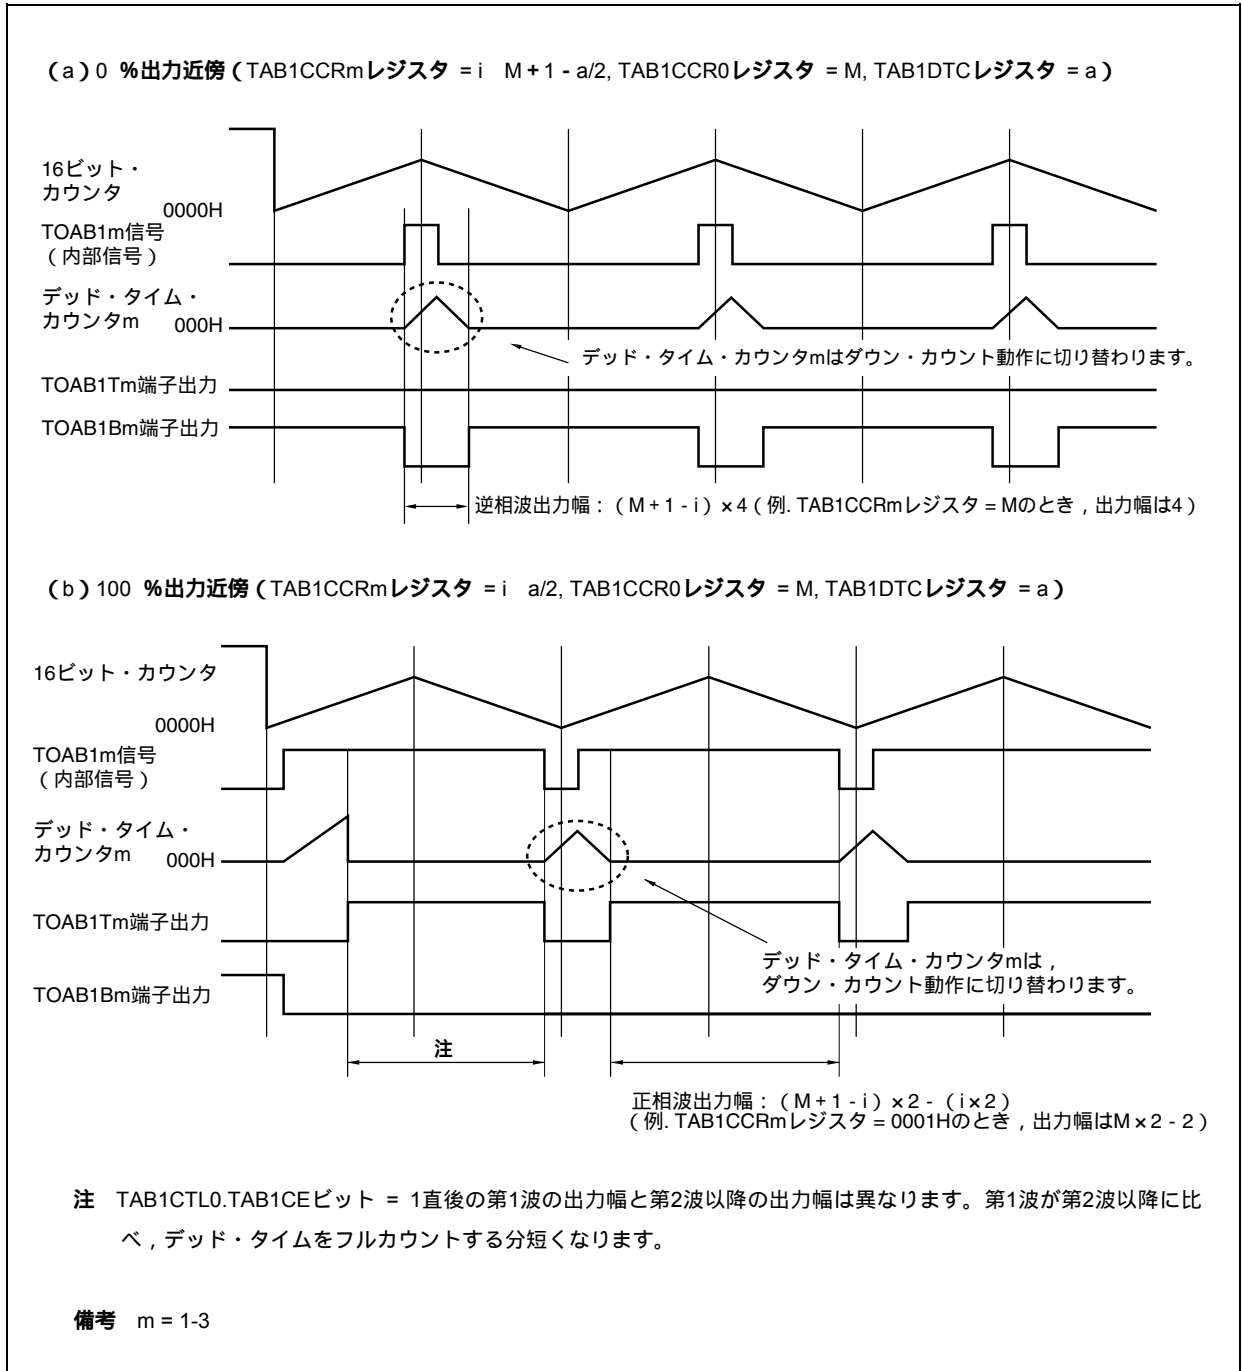 (a)0 %出力近傍(TAB1CCRmレジスタ = i　M + 1 - a/2, TAB1CCR0レジスタ = M, TAB1DTCレジスタ = a)
16ビット・
カウンタ
0000H
TOAB1m信号
(内部信号)
デッド・タイム・
カウンタm　000H
デッド・タイム・カウンタmはダウン・カウント動作に切り替わります。
TOAB1Tm端子出力
TOAB1Bm端子出力
逆相波出力幅：(M + 1 - i) × 4(例. TAB1CCRmレジスタ = Mのとき，出力幅は4)
(b)100 %出力近傍(TAB1CCRmレジスタ = i　a/2, TAB1CCR0レジスタ = M, TAB1DTCレジスタ = a)
16ビット・カウンタ
0000H
TOAB1m信号
(内部信号)
デッド・タイム・
カウンタm　000H
TOAB1Tm端子出力
デッド・タイム・カウンタmは，
ダウン・カウント動作に切り替わります。
TOAB1Bm端子出力
注
正相波出力幅：(M + 1 - i) × 2 - (i × 2)
(例. TAB1CCRmレジスタ = 0001Hのとき，出力幅はM × 2 - 2)
注　TAB1CTL0.TAB1CEビット = 1直後の第1波の出力幅と第2波以降の出力幅は異なります。第1波が第2波以降に比
べ，デッド・タイムをフルカウントする分短くなります。
備考　m = 1-3